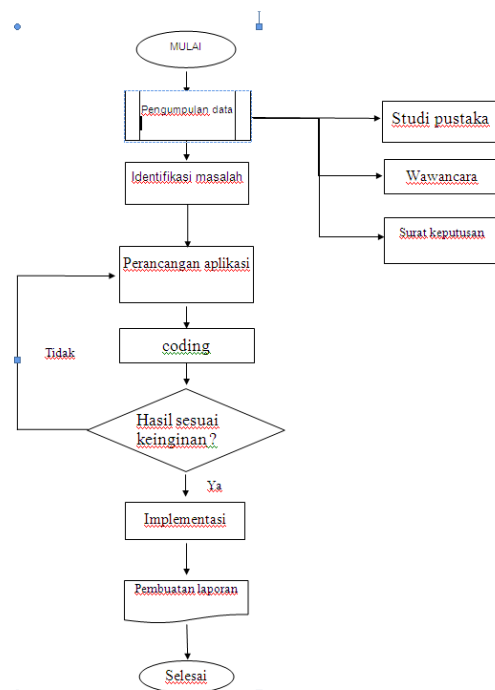 MULAI
Pengumpulan data
Studi pustaka
Identifikasi masalah
Wawancara
Surat keputusan
Perancangan aplikasi
coding
Tidak
Hasil sesuai
keinginan ?
Ya
Implementasi
Pembuatan laporan
Selesai